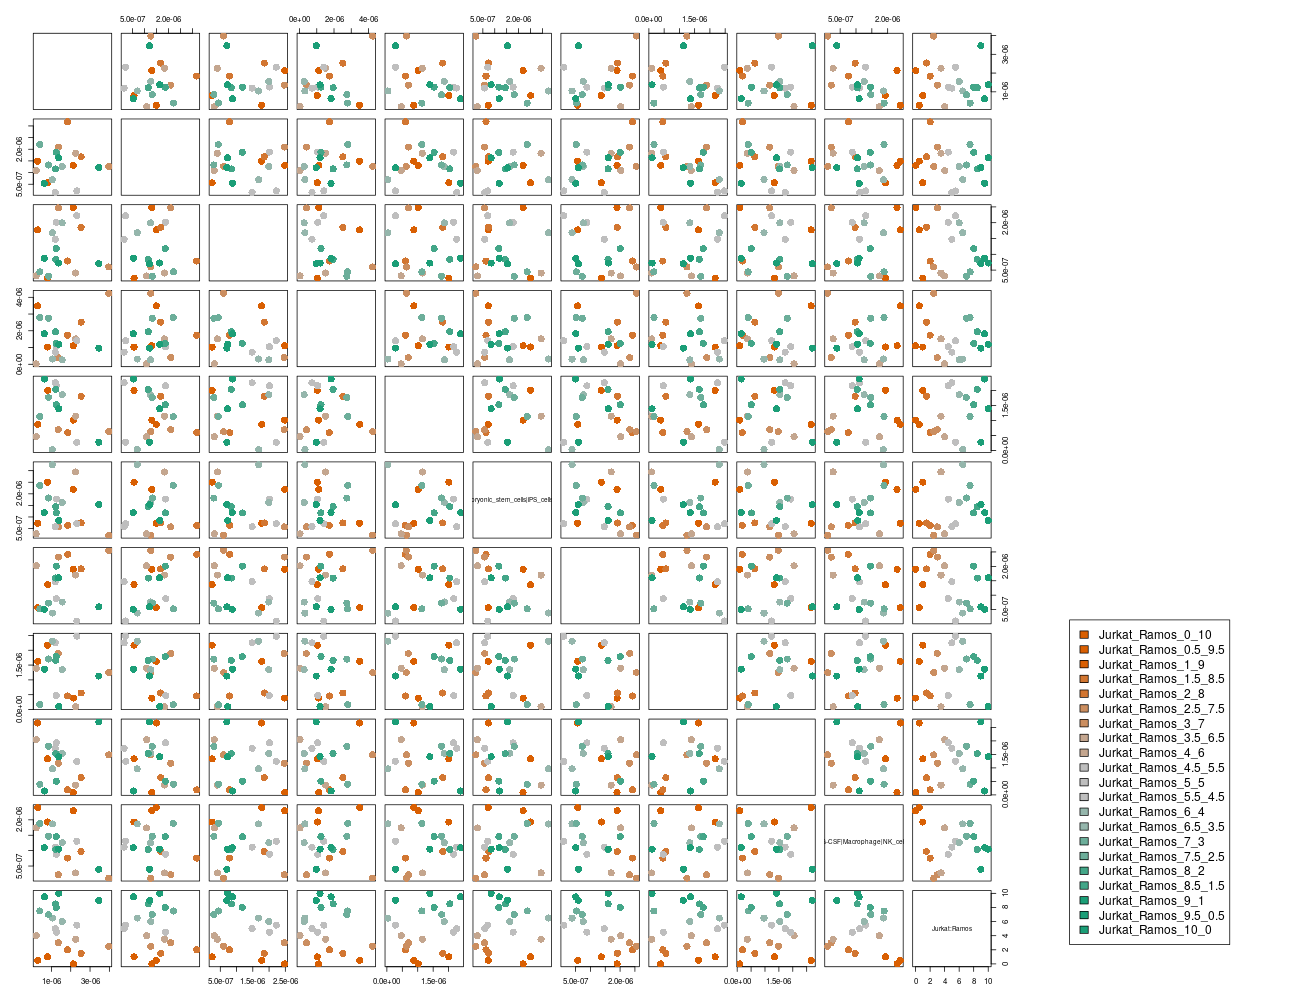 5.0e-07 2.0e-06 0e+00 2e-06 4e-06 5.0e-07 2.0e-06 0.0e+00 1.5e-06 5.0e-07 2.0e-06
1e-06 3e-06
5.0e-07 2.0e-06
5.0e-07 2.0e-06
0e+00 2e-06 4e-06
0.0e+00 1.5e-06
5.0e-07 2.0e-06
ryonic_stem_cells|IPS_cells
5.0e-07 2.0e-06
0.0e+00 1.5e-06
0.0e+00 1.5e-06
5.0e-07 2.0e-06
-CSF|Macrophage|NK_cel
Jurkat:Ramos
0 2 4 6 8 10
1e-06 3e-06 5.0e-07 1.5e-06 2.5e-06 0.0e+00 1.5e-06 5.0e-07 2.0e-06 0.0e+00 1.5e-06 0 2 4 6 8 10
Jurkat_Ramos_0_10
Jurkat_Ramos_0.5_9.5
Jurkat_Ramos_1_9
Jurkat_Ramos_1.5_8.5
Jurkat_Ramos_2_8
Jurkat_Ramos_2.5_7.5
Jurkat_Ramos_3_7
Jurkat_Ramos_3.5_6.5
Jurkat_Ramos_4_6
Jurkat_Ramos_4.5_5.5
Jurkat_Ramos_5_5
Jurkat_Ramos_5.5_4.5
Jurkat_Ramos_6_4
Jurkat_Ramos_6.5_3.5
Jurkat_Ramos_7_3
Jurkat_Ramos_7.5_2.5
Jurkat_Ramos_8_2
Jurkat_Ramos_8.5_1.5
Jurkat_Ramos_9_1
Jurkat_Ramos_9.5_0.5
Jurkat_Ramos_10_0